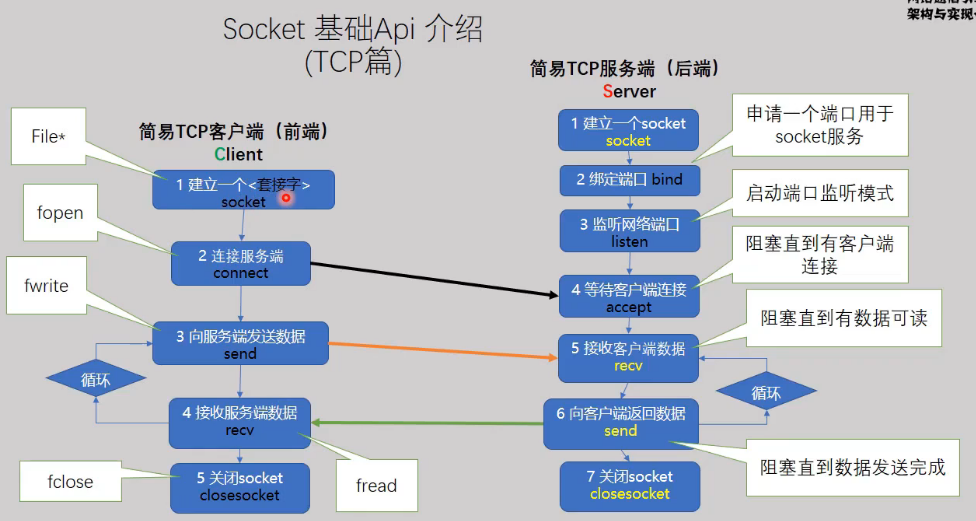 架构与实现
Socket 基础Api 介绍
(TCP篇)
简易TCP客户端（前端）
Client
File*
1 建立一个<套接字>
socket
fopen
2 连接服务端
connect
fwrite
3 向服务端发送数据
send
循环
4 接收服务端数据
recv
fclose
5 关闭socket
closesocket
fread
简易TCP服务端（后端）
Server
1 建立一个socket
socket
申请一个端口用于
socket服务
2 绑定端口 bind
启动端口监听模式
3 监听网络端口
listen
阻塞直到有客户端
连接
4 等待客户端连接
accept
阻塞直到有数据可读
5 接收客户端数据
recv
循环
6 向客户端返回数据
send
阻塞直到数据发送完成
7 关闭socket
closesocket